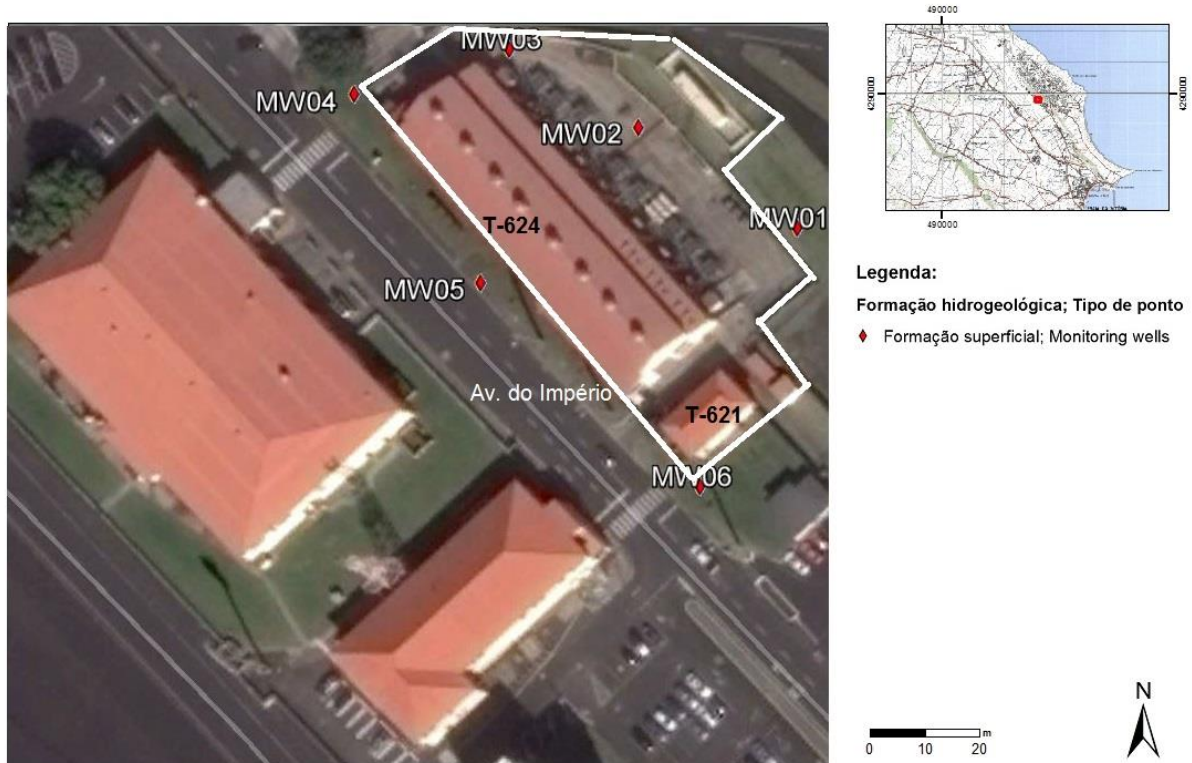 490000
4290000
4290000
490000
MW03
MW04
MW02
MW01
T-624
MW05
Av. do Império
T-621
MW06
Legenda:
Formação hidrogeológica; Tipo de ponto
Formação superficial; Monitoring wells
N
m
0 10 20